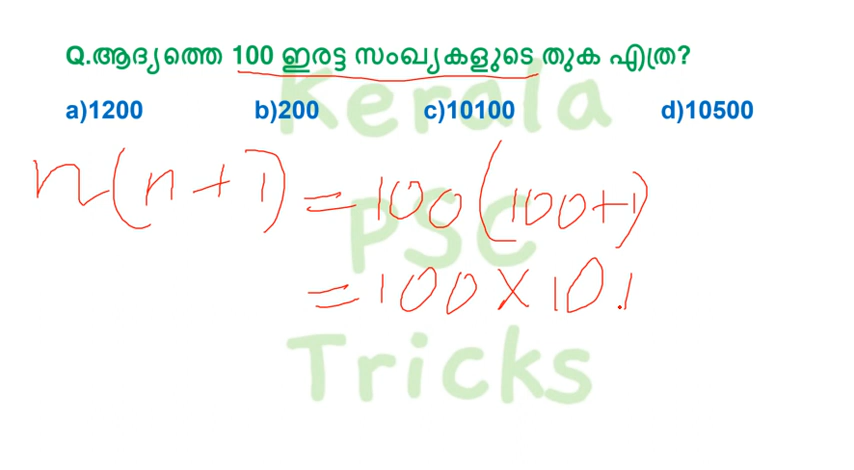 Q.ആദ്യത്തെ 100 ഇരട്ട സംഖ്യകളുടെ തുക എത്ര?
a)1200 b)200 c)10100 d)10500
n(n+1) = 100(100+1)
= 100 × 101
Kerala
PSC
Tricks